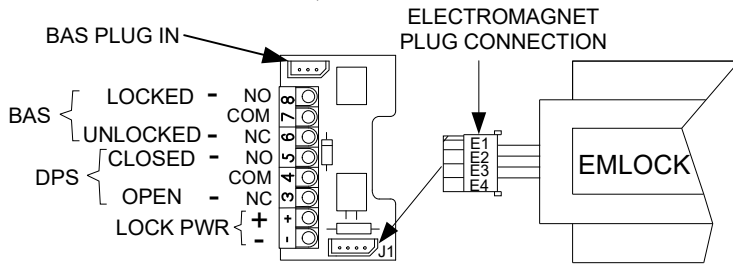 ELECTROMAGNET
PLUG CONNECTION
BAS PLUG IN
BAS
LOCKED - NO 8
COM 7
UNLOCKED - NC 6
DPS
CLOSED - NO 5
COM 4
OPEN - NC 3
LOCK PWR
+ +
- -
J1
E1
E2
E3
E4
EMLOCK